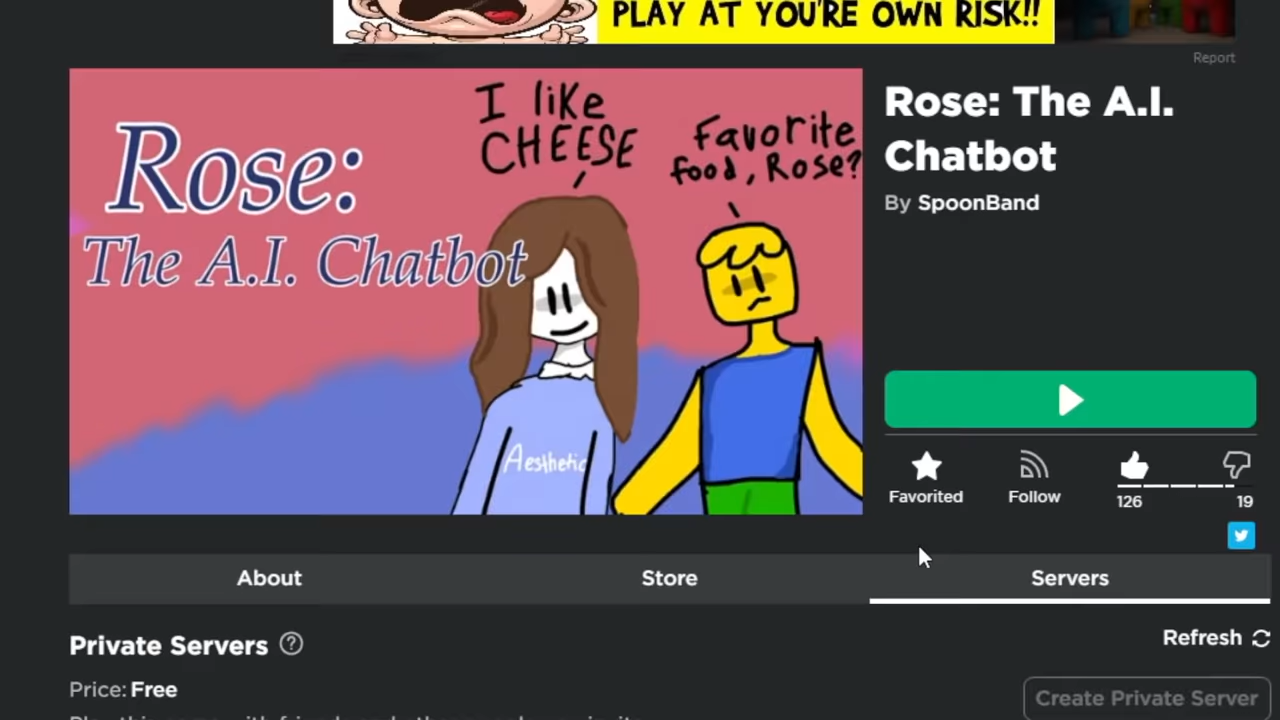 PLAY AT YOU'RE OWN RISK!!
Report
Rose:
The A.I. Chatbot
I like
CHEESE
Favorite
food, Rose?
Aesthetic
Rose: The A.I.
Chatbot
By SpoonBand
Favorited
Follow
126
19
About
Store
Servers
Private Servers
Refresh
Price: Free
Create Private Server